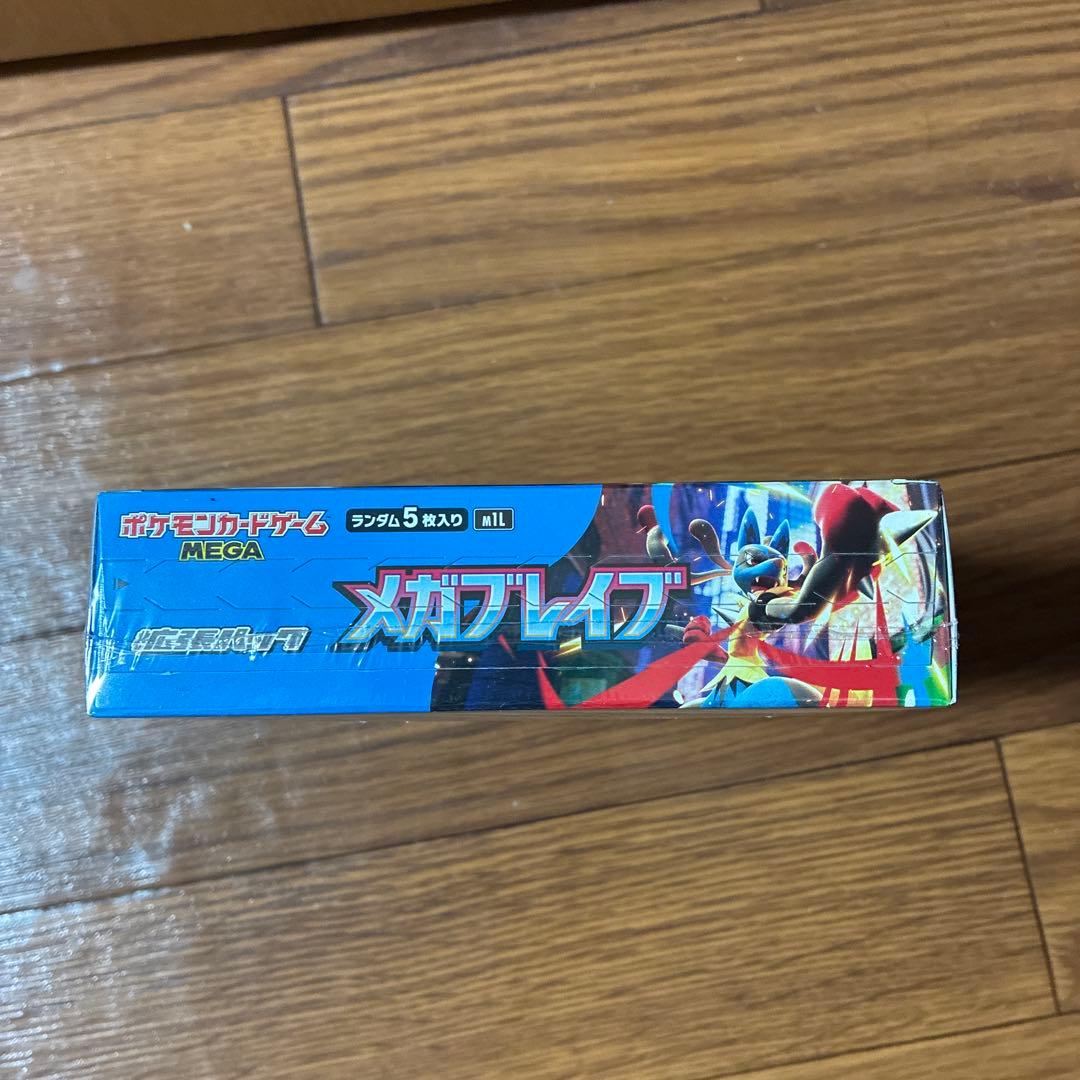 ポケモンカードゲーム
MEGA
ランダム5枚入り
M1L
メガブレイブ
拡張パック